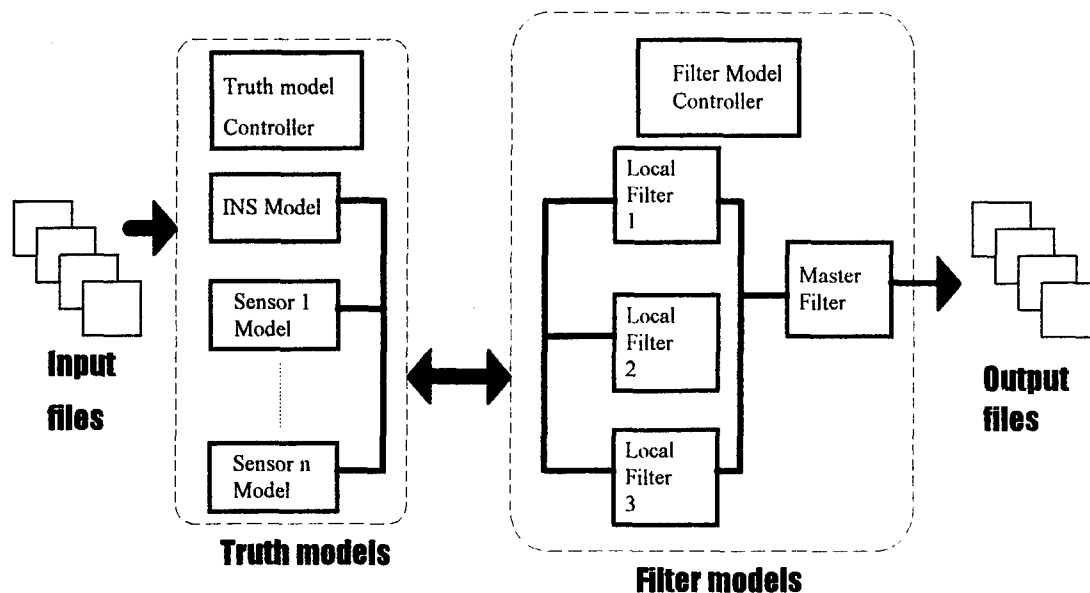 Truth model
Controller
INS Model
Sensor 1
Model
Sensor n
Model
Input
files
Truth models
Filter Model
Controller
Local
Filter
1
Local
Filter
2
Local
Filter
3
Master
Filter
Filter models
Output
files